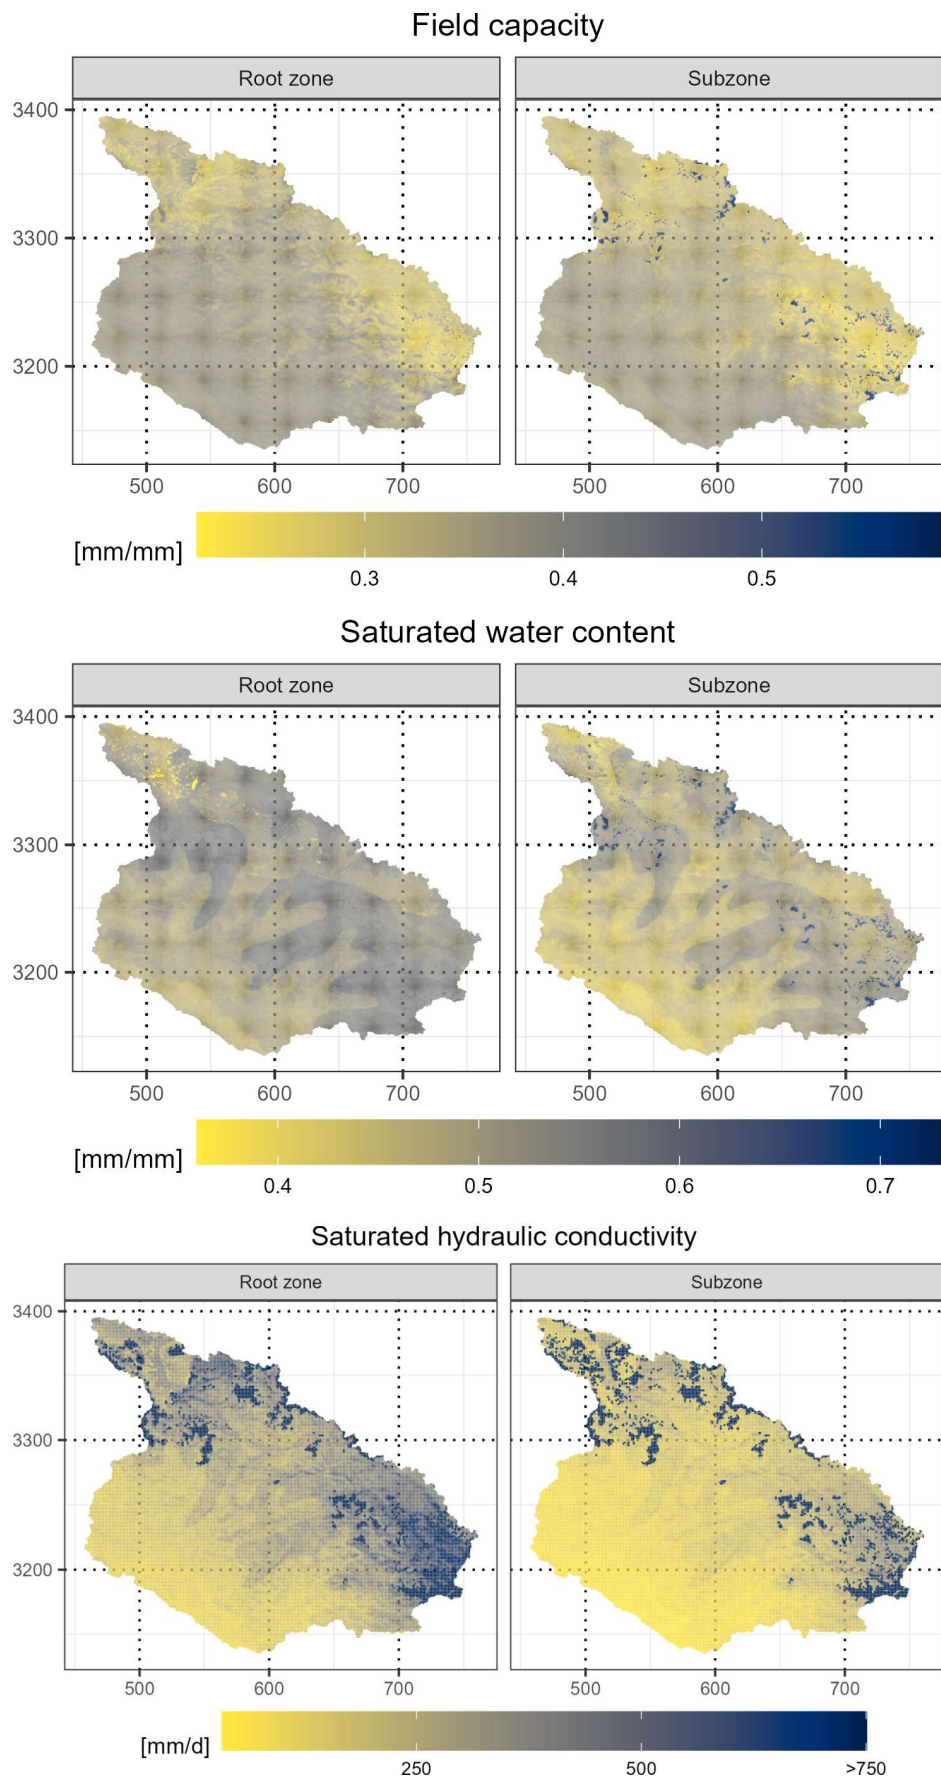 Field capacity
Root zone Subzone
3400
3300
3200
500 600 700 500 600 700
[mm/mm]
0.3 0.4 0.5
Saturated water content
Root zone Subzone
3400
3300
3200
500 600 700 500 600 700
[mm/mm]
0.4 0.5 0.6 0.7
Saturated hydraulic conductivity
Root zone Subzone
3400
3300
3200
500 600 700 500 600 700
[mm/d]
250 500 >750